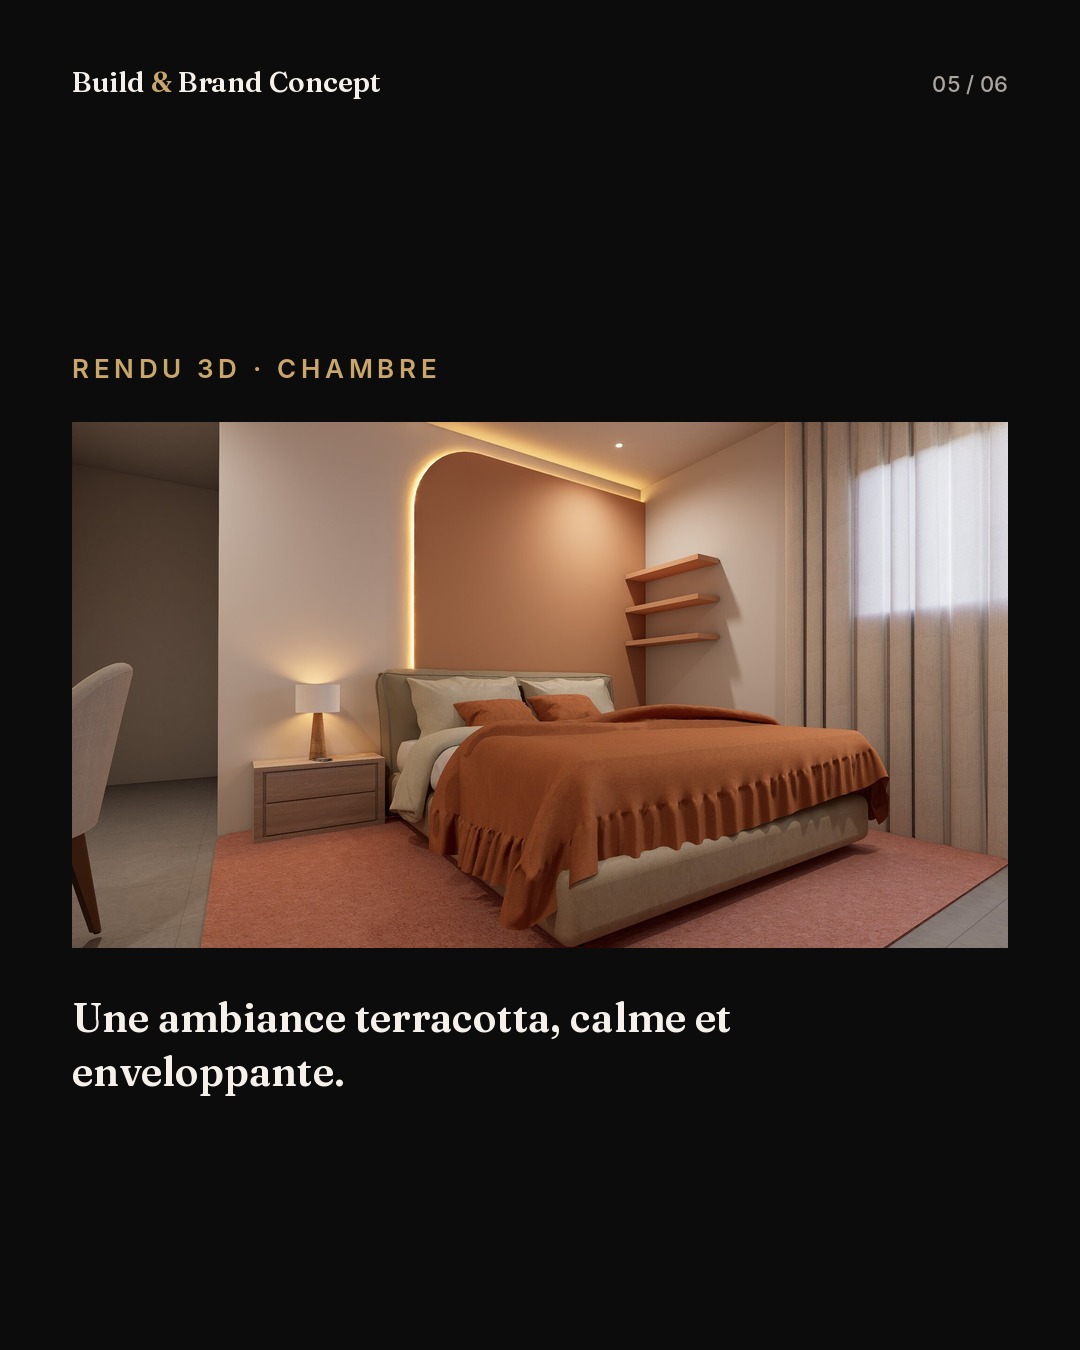 Build & Brand Concept
05 / 06
RENDU 3D · CHAMBRE
Une ambiance terracotta, calme et
enveloppante.